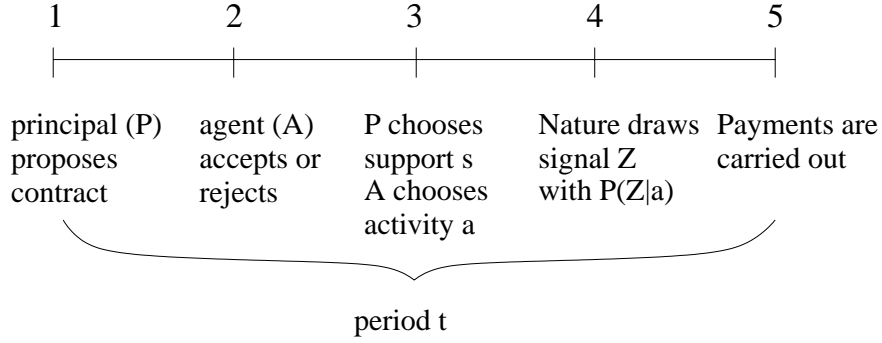 1 2 3 4 5
principal (P) agent (A) P chooses Nature draws Payments are
proposes accepts or support s signal Z carried out
contract rejects A chooses with P(Z|a)
activity a
period t